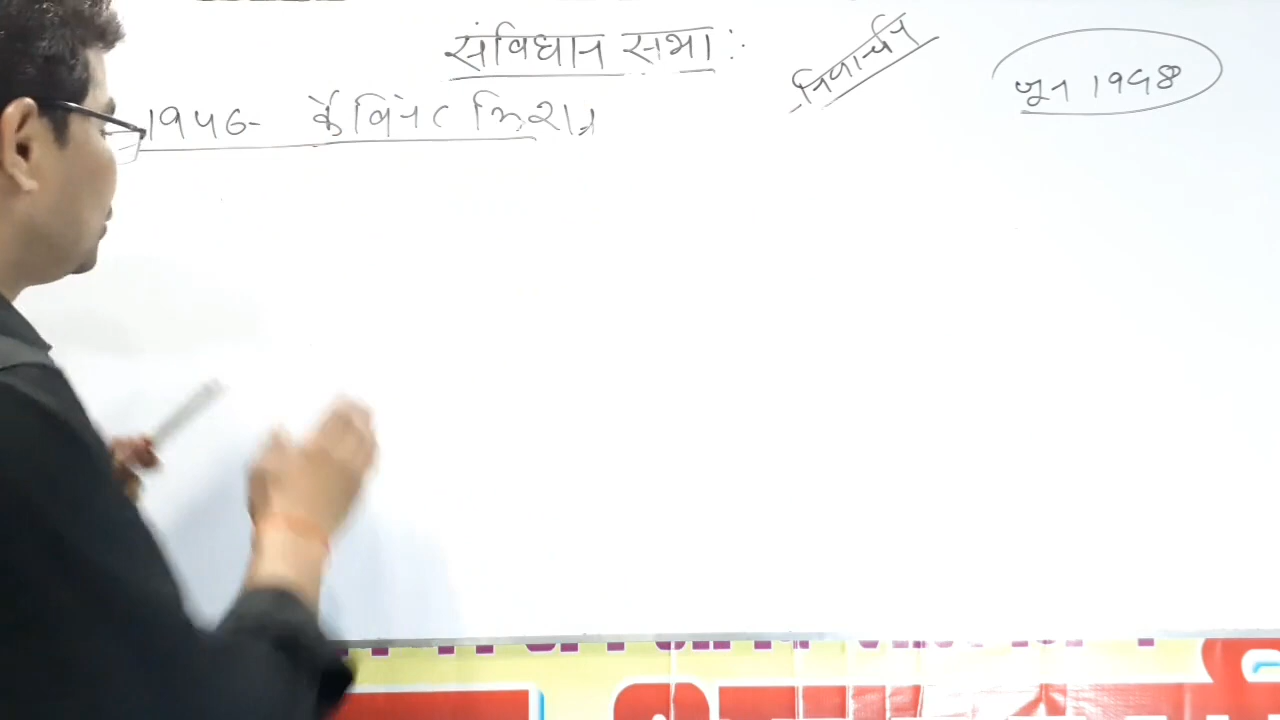 संविधान सभा :-
निर्वाचन
जून 1948
1946- कैबिनेट मिशन